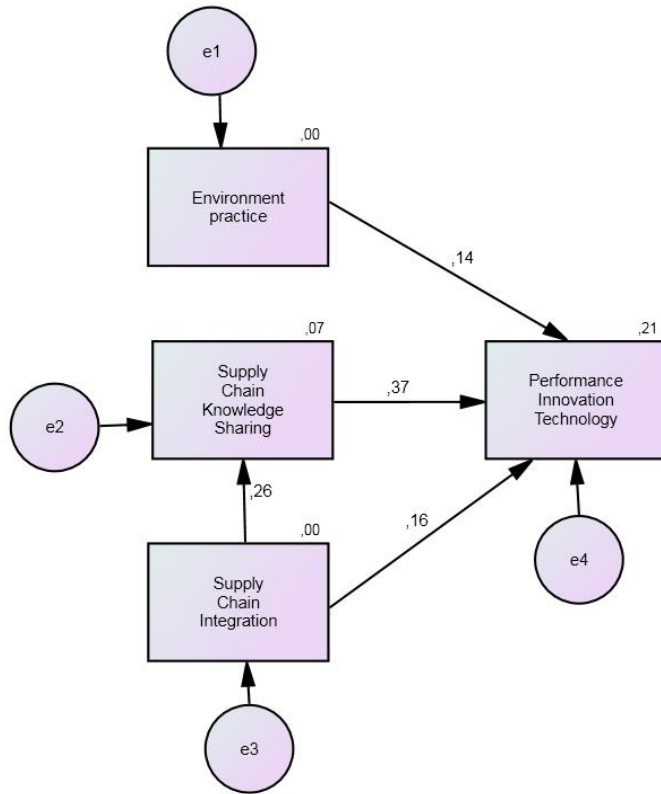 e1
,00
Environment
practice
,14
,07
Supply
Chain
Knowledge
Sharing
,37
,21
Performance
Innovation
Technology
e2
,26
,16
,00
Supply
Chain
Integration
e4
e3